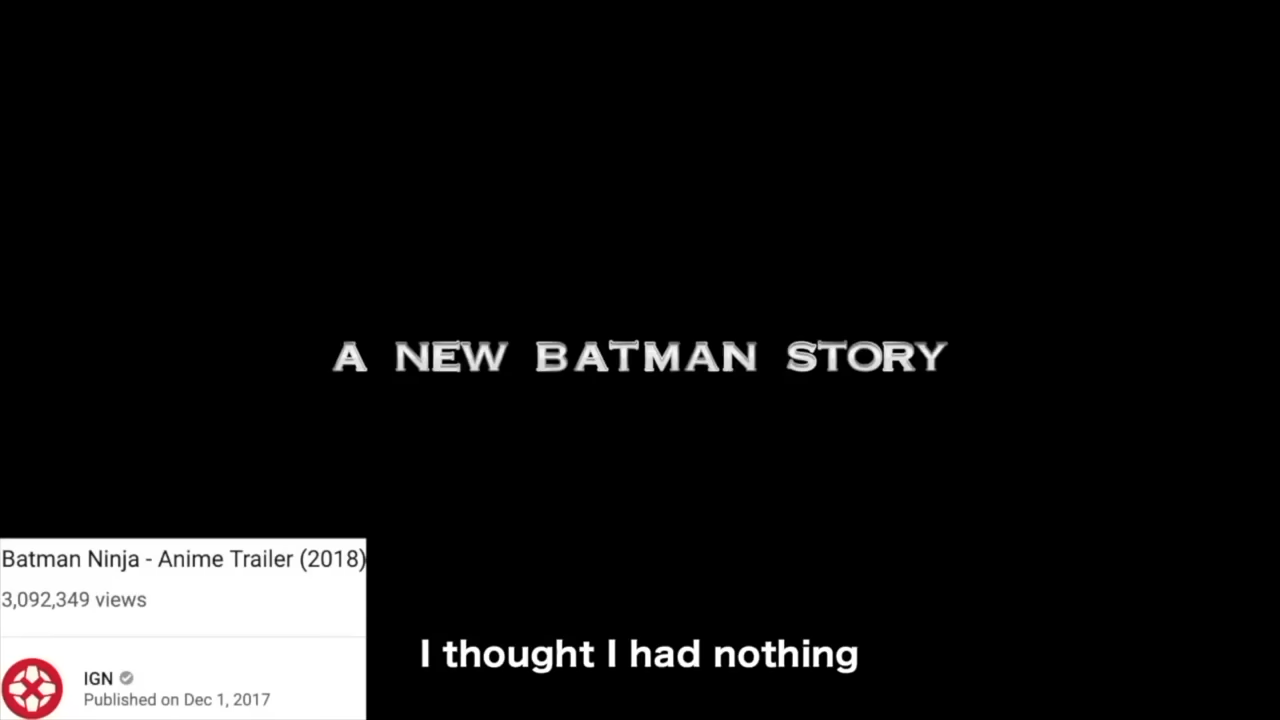 A NEW BATMAN STORY
Batman Ninja - Anime Trailer (2018)
3,092,349 views
I thought I had nothing
IGN
Published on Dec 1, 2017